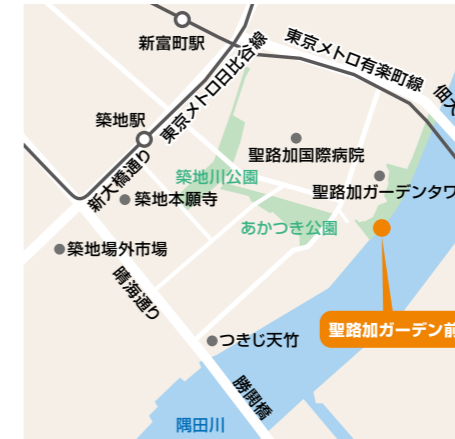 新富町駅
東京メトロ日比谷線
東京メトロ有楽町線
佃大
築地駅
新大橋通り
聖路加国際病院
築地川公園
聖路加ガーデンタワ
築地本願寺
あかつき公園
築地場外市場
晴海通り
聖路加ガーデン前
つきじ天竹
勝鬨橋
隅田川